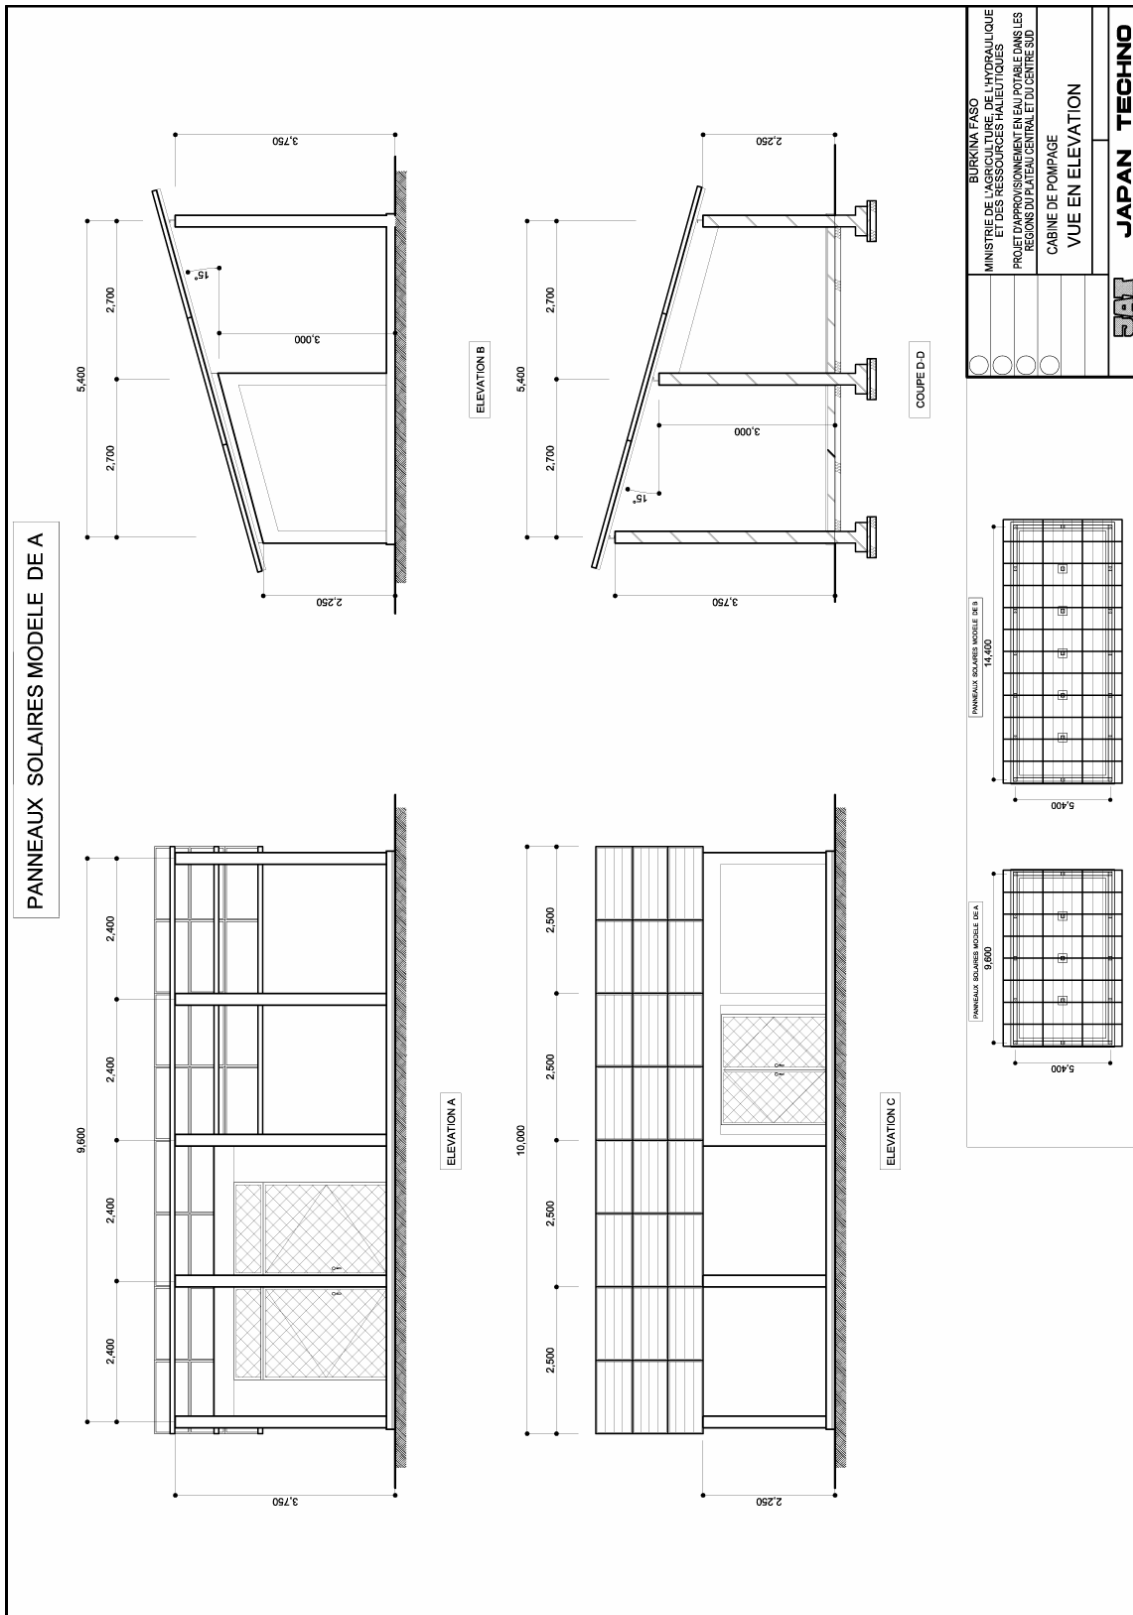 PANNEAUX SOLAIRES MODELE DE A
9,600
2,400
2,400
2,400
2,400
3,750
ELEVATION A
5,400
2,700
2,700
2,250
3,000
15°
3,750
ELEVATION B
10,000
2,500
2,500
2,500
2,500
2,250
ELEVATION C
5,400
2,700
2,700
3,750
15°
3,000
2,250
COUPE D-D
PANNEAUX SOLAIRES MODELE DE A
9,600
5,400
PANNEAUX SOLAIRES MODELE DE B
14,400
5,400
BURKINA FASO
MINISTRIE DE L'AGRICULTURE, DE L'HYDRAULIQUE
ET DES RESSOURCES HALIEUTIQUES
PROJET D'APPROVISIONNEMENT EN EAU POTABLE DANS LES
REGIONS DU PLATEAU CENTRAL ET DU CENTRE SUD
CABINE DE POMPAGE
VUE EN ELEVATION
JAPAN TECHNO